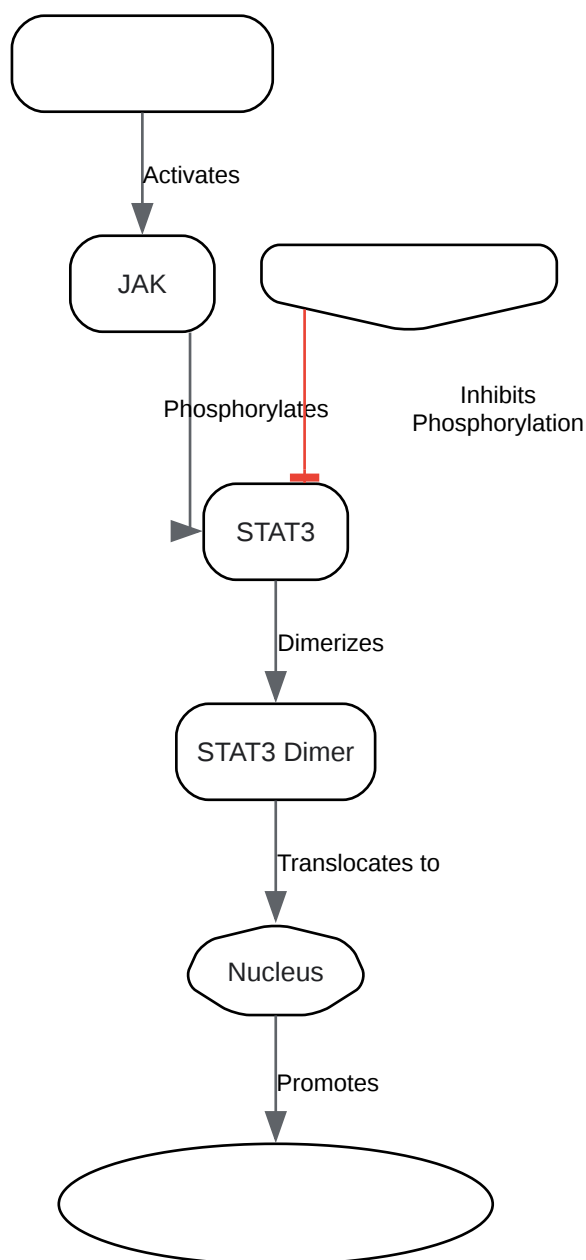 Activates
JAK
Phosphorylates
Inhibits
Phosphorylation
STAT3
Dimerizes
STAT3 Dimer
Translocates to
Nucleus
Promotes